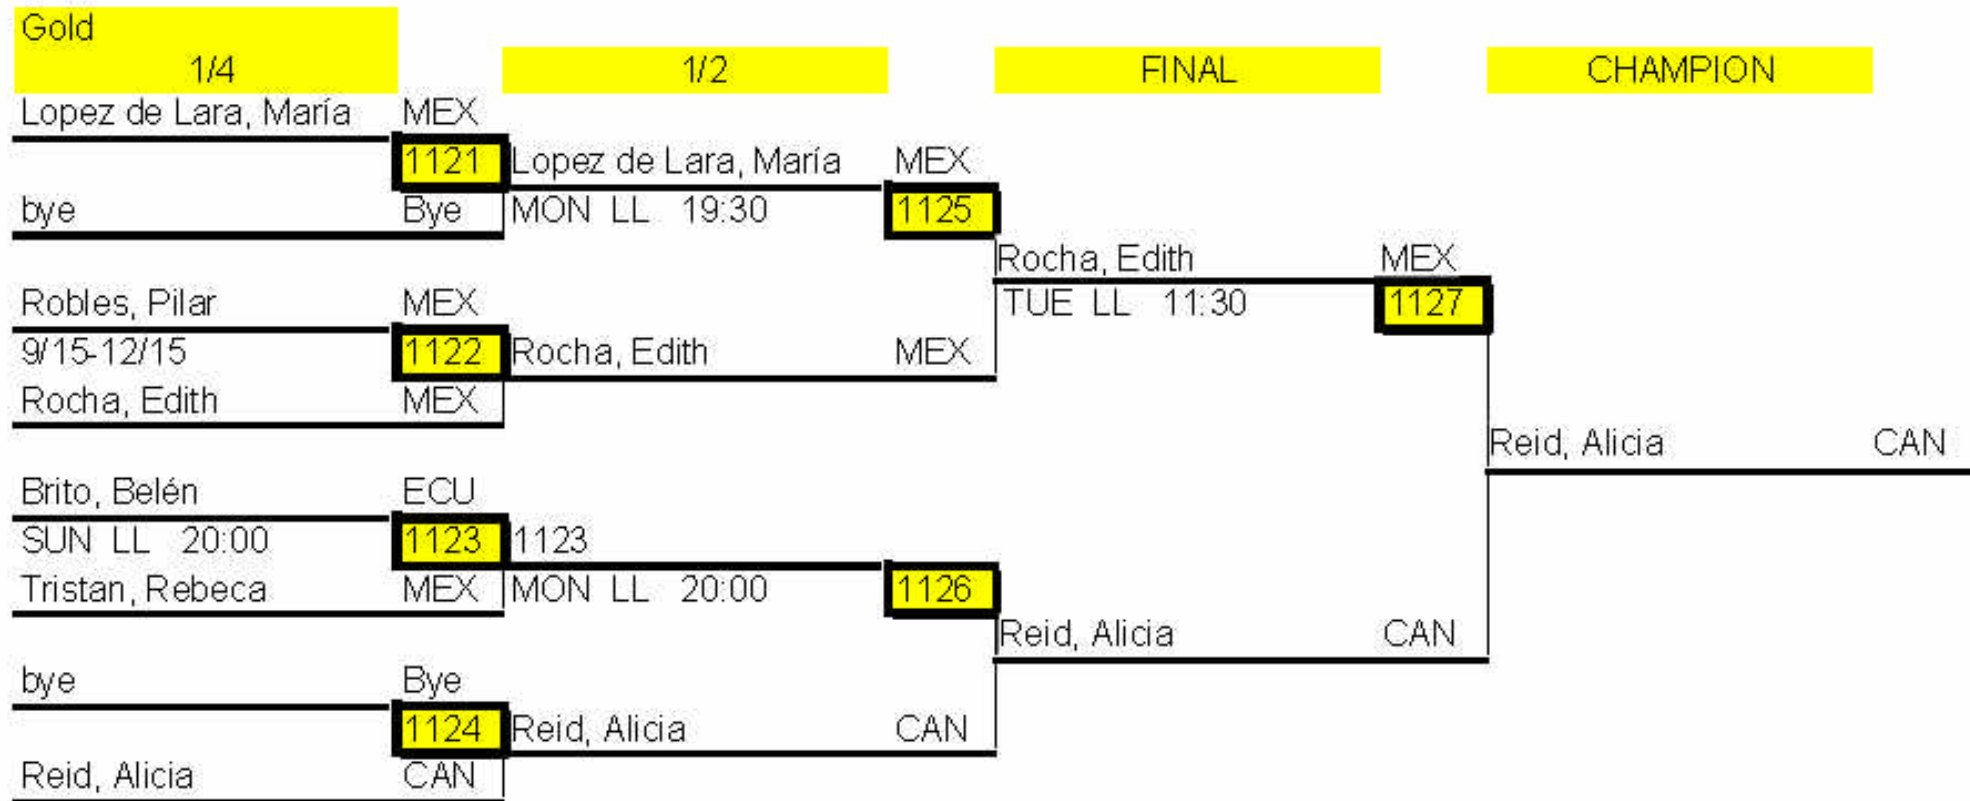 Gold
1/4 1/2 FINAL CHAMPION
Lopez de Lara, María MEX
1121 Lopez de Lara, María MEX
bye Bye MON LL 19:30 1125
Rocha, Edith MEX
Robles, Pilar MEX TUE LL 11:30 1127
9/15-12/15 1122 Rocha, Edith MEX
Rocha, Edith MEX
Reid, Alicia CAN
Brito, Belén ECU
SUN LL 20:00 1123 1123
Tristan, Rebeca MEX MON LL 20:00 1126
Reid, Alicia CAN
bye Bye
1124 Reid, Alicia CAN
Reid, Alicia CAN